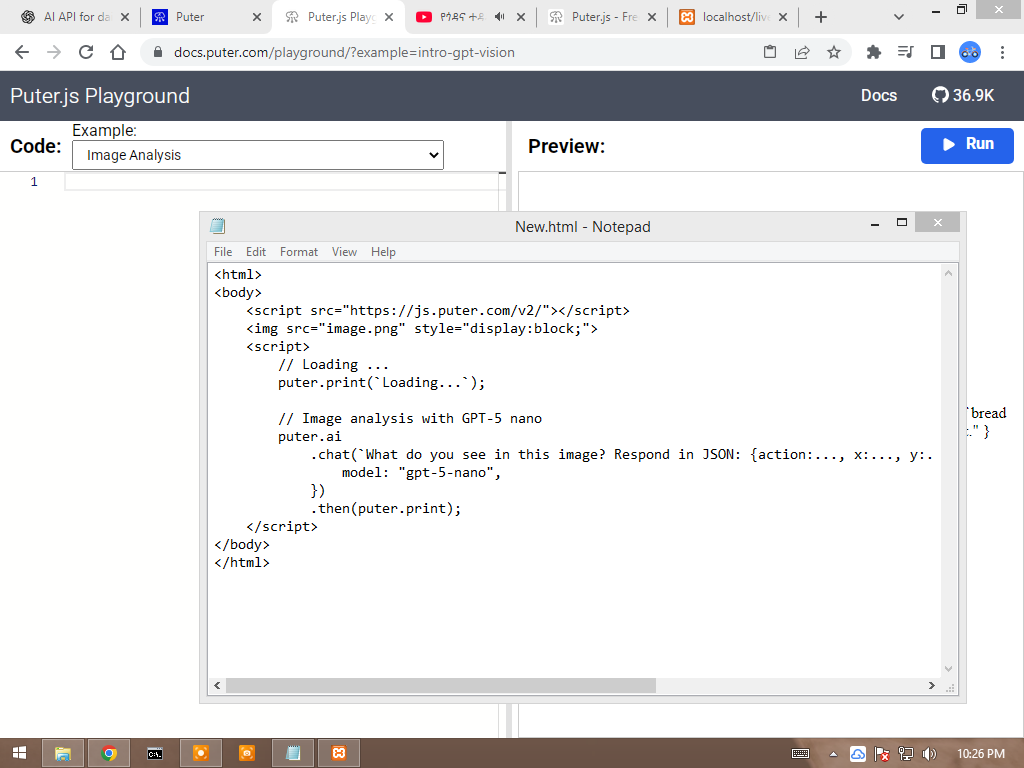 AI API for da
Puter
Puter.js Play
Puter.js - Fre
localhost/live
docs.puter.com/playground/?example=intro-gpt-vision
Puter.js Playground
Docs
36.9K
Code:
Example:
Image Analysis
Preview:
Run
1
New.html - Notepad
File Edit Format View Help
<html>
<body>
    <script src="https://js.puter.com/v2/"></script>
    <img src="image.png" style="display:block;">
    <script>
        // Loading ...
        puter.print(`Loading...`);
        // Image analysis with GPT-5 nano
        puter.ai
            .chat(`What do you see in this image? Respond in JSON: {action:..., x:..., y:.
                model: "gpt-5-nano",
            })
            .then(puter.print);
    </script>
</body>
</html>
`bread
." }
10:26 PM